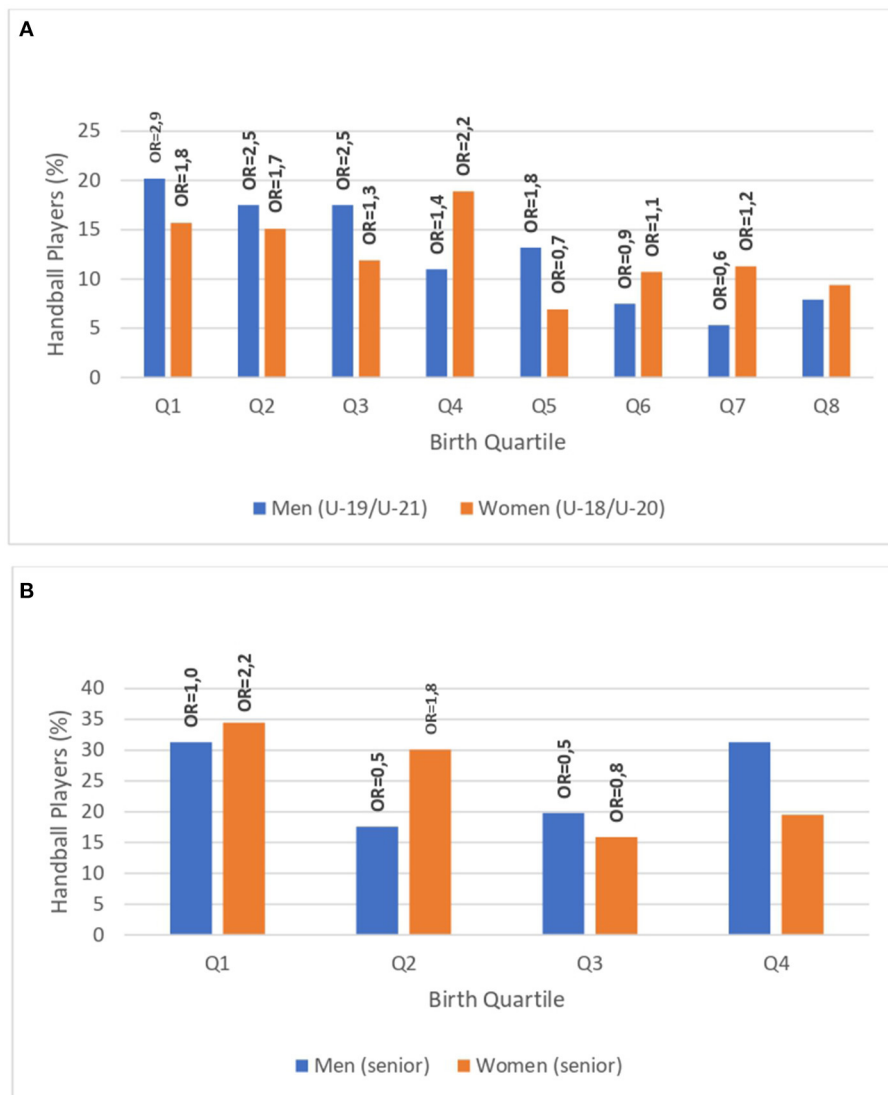 A
OR=2,9
OR=1,8
OR=2,5
OR=1,7
OR=2,5
OR=1,3
OR=1,4
OR=2,2
OR=1,8
OR=0,7
OR=0,9
OR=1,1
OR=0,6
OR=1,2
Handball Players (%)
25
20
15
10
5
0
Q1 Q2 Q3 Q4 Q5 Q6 Q7 Q8
Birth Quartile
Men (U-19/U-21) Women (U-18/U-20)
B
OR=1,0
OR=2,2
OR=0,5
OR=1,8
OR=0,5
OR=0,8
Handball Players (%)
40
35
30
25
20
15
10
5
0
Q1 Q2 Q3 Q4
Birth Quartile
Men (senior) Women (senior)